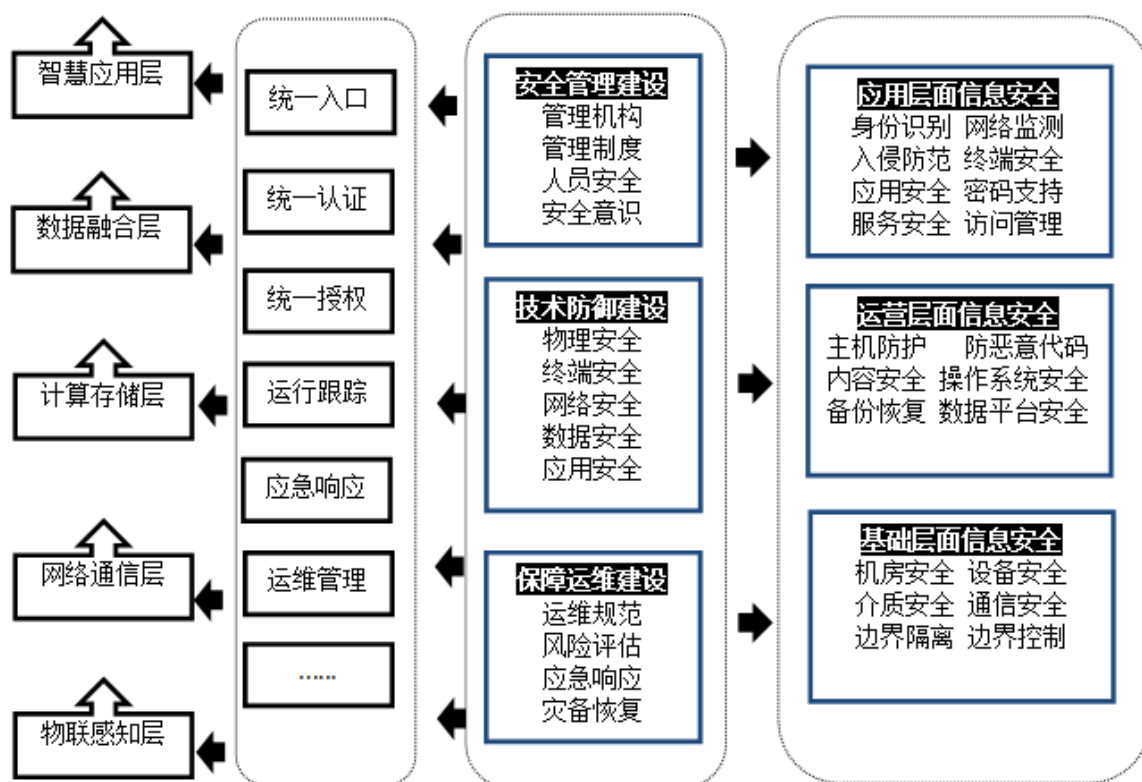 智慧应用层
数据融合层
计算存储层
网络通信层
物联感知层
统一入口
统一认证
统一授权
运行跟踪
应急响应
运维管理
......
安全管理建设
管理机构
管理制度
人员安全
安全意识
技术防御建设
物理安全
终端安全
网络安全
数据安全
应用安全
保障运维建设
运维规范
风险评估
应急响应
灾备恢复
应用层面信息安全
身份识别 网络监测
入侵防范 终端安全
应用安全 密码支持
服务安全 访问管理
运营层面信息安全
主机防护 防恶意代码
内容安全 操作系统安全
备份恢复 数据平台安全
基础层面信息安全
机房安全 设备安全
介质安全 通信安全
边界隔离 边界控制